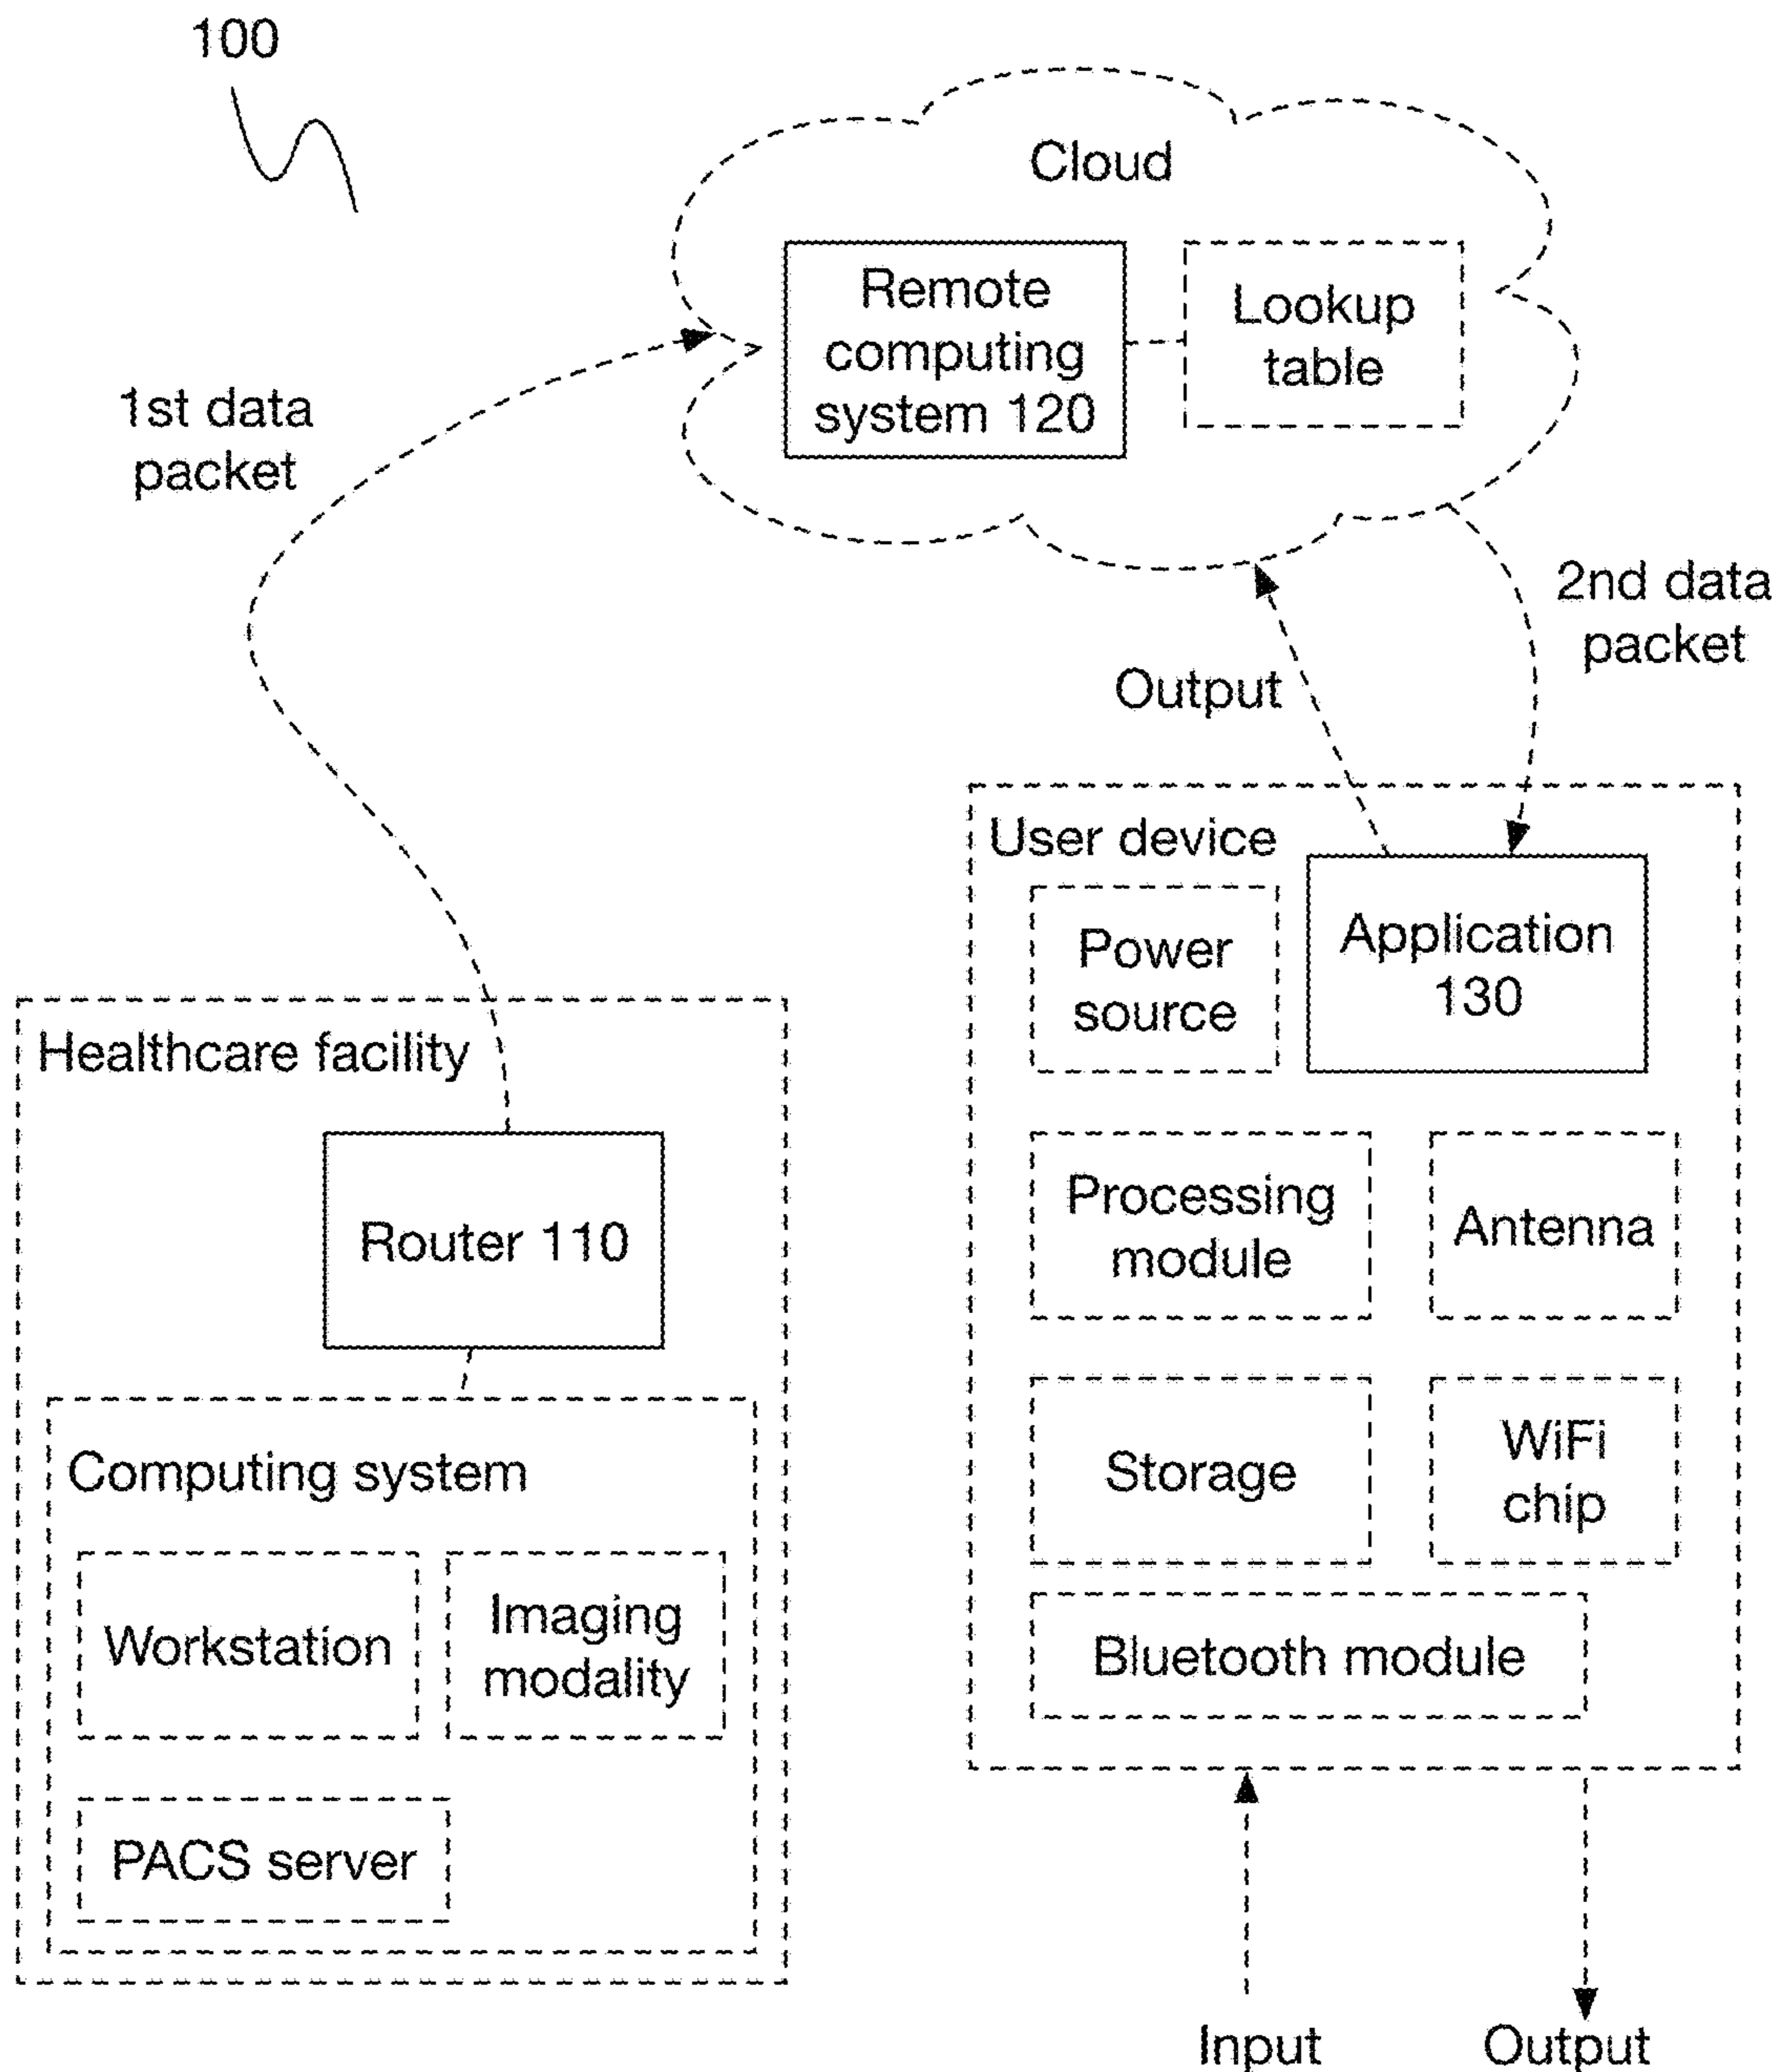 100
Cloud
Remote
computing
system 120
Lookup
table
1st data
packet
2nd data
packet
Output
User device
Power
source
Application
130
Healthcare facility
Router 110
Processing
module
Antenna
Computing system
Storage
WiFi
chip
Workstation
Imaging
modality
Bluetooth module
PACS server
Input
Output